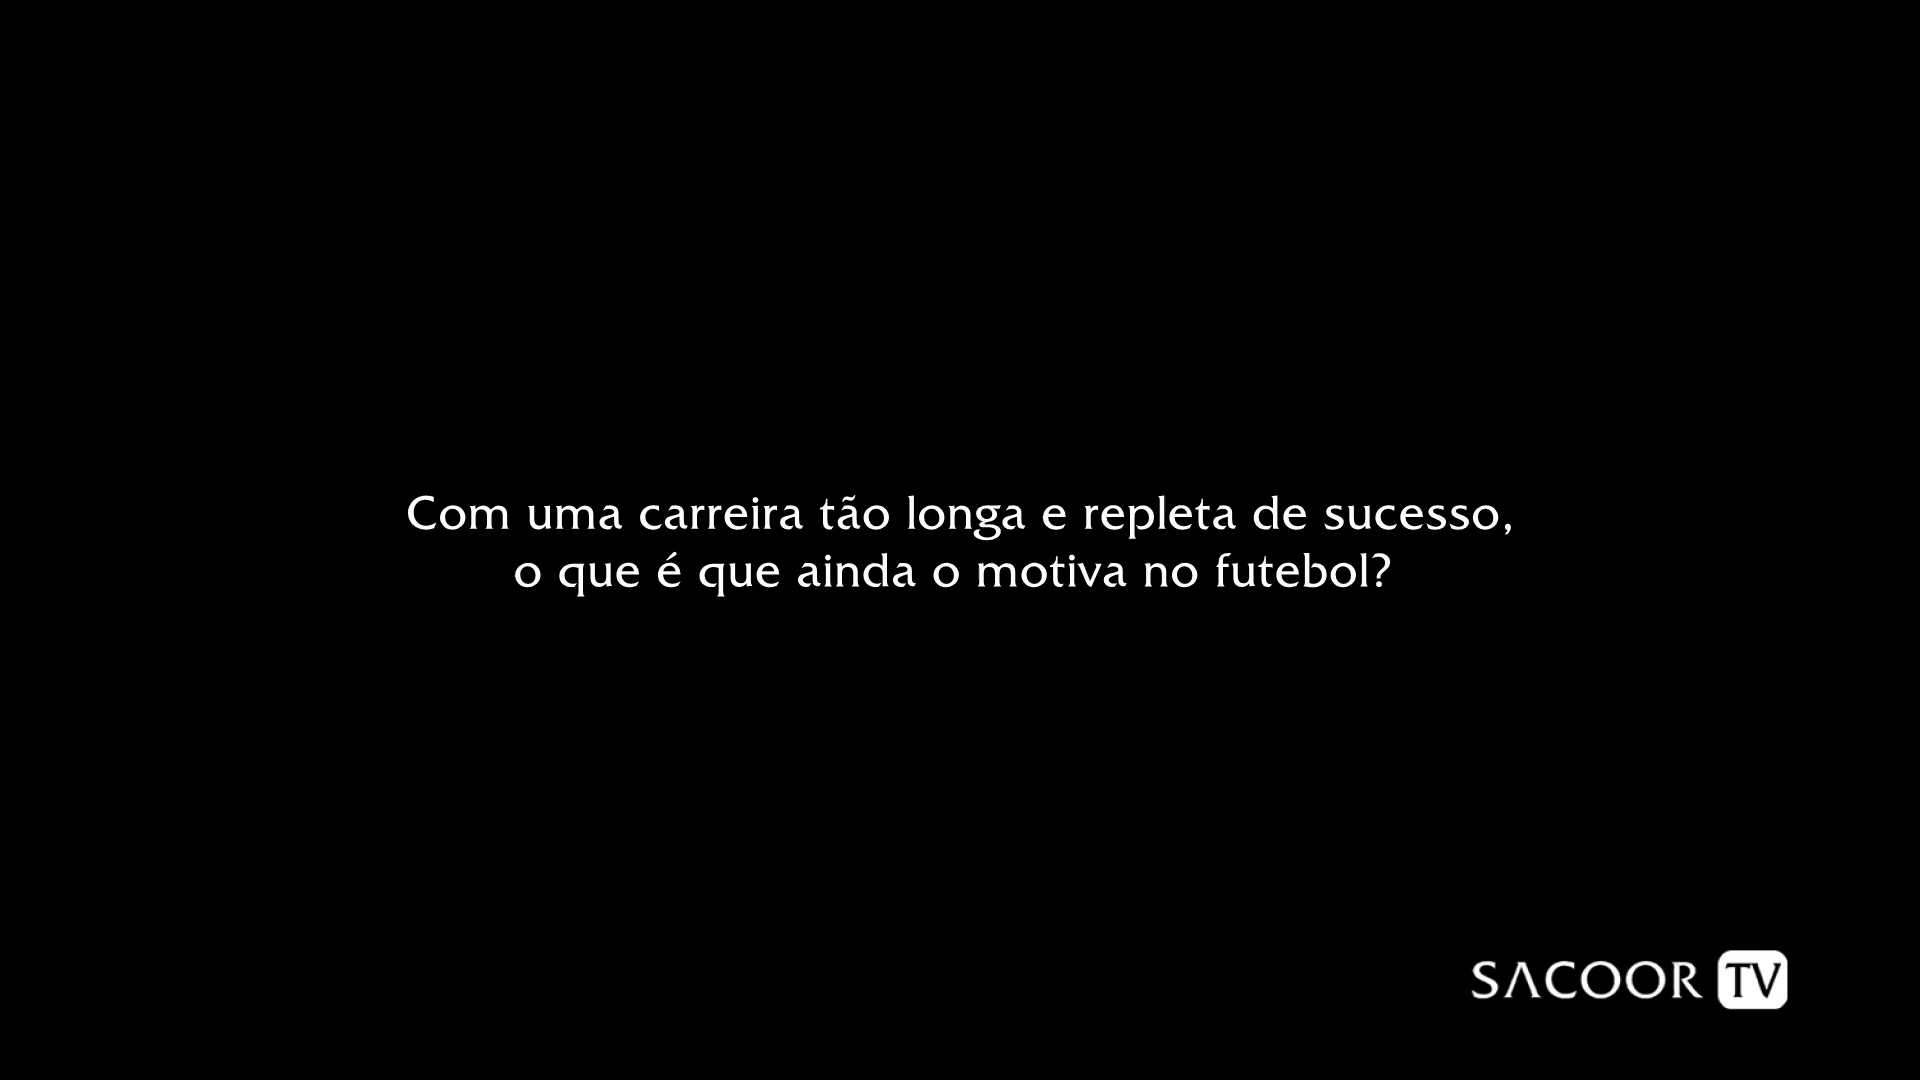 Com uma carreira tão longa e repleta de sucesso,
o que é que ainda o motiva no futebol?
SACOOR TV